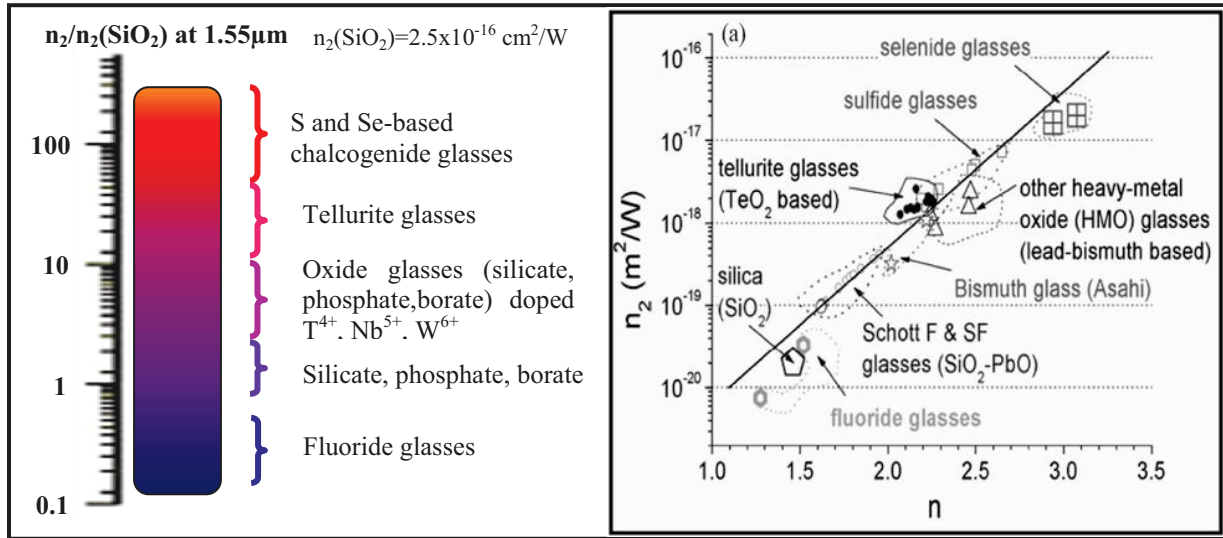 n₂/n₂(SiO₂) at 1.55µm n₂(SiO₂)=2.5x10⁻¹⁶ cm²/W
100
10
1
0.1
S and Se-based
chalcogenide glasses
Tellurite glasses
Oxide glasses (silicate,
phosphate,borate) doped
T⁴⁺. Nb⁵⁺. W⁶⁺
Silicate, phosphate, borate
Fluoride glasses
(a)
n₂ (m²/W)
10⁻¹⁶
10⁻¹⁷
10⁻¹⁸
10⁻¹⁹
10⁻²⁰
selenide glasses
sulfide glasses
tellurite glasses
(TeO₂ based)
other heavy-metal
oxide (HMO) glasses
(lead-bismuth based)
silica
(SiO₂)
Bismuth glass (Asahi)
Schott F & SF
glasses (SiO₂-PbO)
fluoride glasses
1.0 1.5 2.0 2.5 3.0 3.5
n